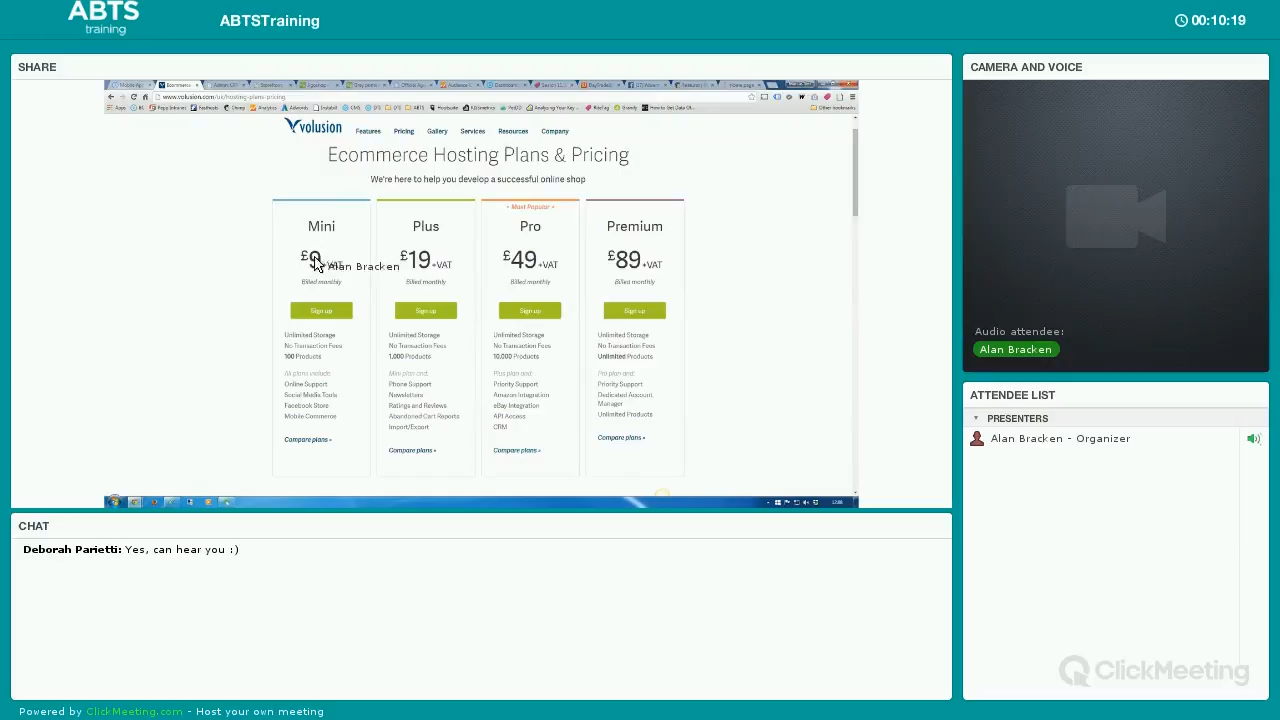 ABTS
training
ABTSTraining
00:10:19
SHARE
www.volusion.com/uk/hosting-plans-pricing
volusion
Features Pricing Gallery Services Resources Company
Ecommerce Hosting Plans & Pricing
We're here to help you develop a successful online shop
Mini
£9 +VAT
Alan Bracken
Billed monthly
Sign up
Unlimited Storage
No Transaction Fees
100 Products
All plans include:
Online Support
Social Media Tools
Facebook Store
Mobile Commerce
Compare plans »
Plus
£19 +VAT
Billed monthly
Sign up
Unlimited Storage
No Transaction Fees
1,000 Products
Mini plan and:
Phone Support
Newsletters
Ratings and Reviews
Abandoned Cart Reports
Import/Export
Compare plans »
- Most Popular -
Pro
£49 +VAT
Billed monthly
Sign up
Unlimited Storage
No Transaction Fees
10,000 Products
Plus plan and:
Priority Support
Amazon Integration
eBay Integration
API Access
CRM
Compare plans »
Premium
£89 +VAT
Billed monthly
Sign up
Unlimited Storage
No Transaction Fees
Unlimited Products
Pro plan and:
Priority Support
Dedicated Account
Manager
Unlimited Products
Compare plans »
CAMERA AND VOICE
Audio attendee:
Alan Bracken
ATTENDEE LIST
PRESENTERS
Alan Bracken - Organizer
CHAT
Deborah Parietti: Yes, can hear you :)
ClickMeeting
Powered by ClickMeeting.com - Host your own meeting